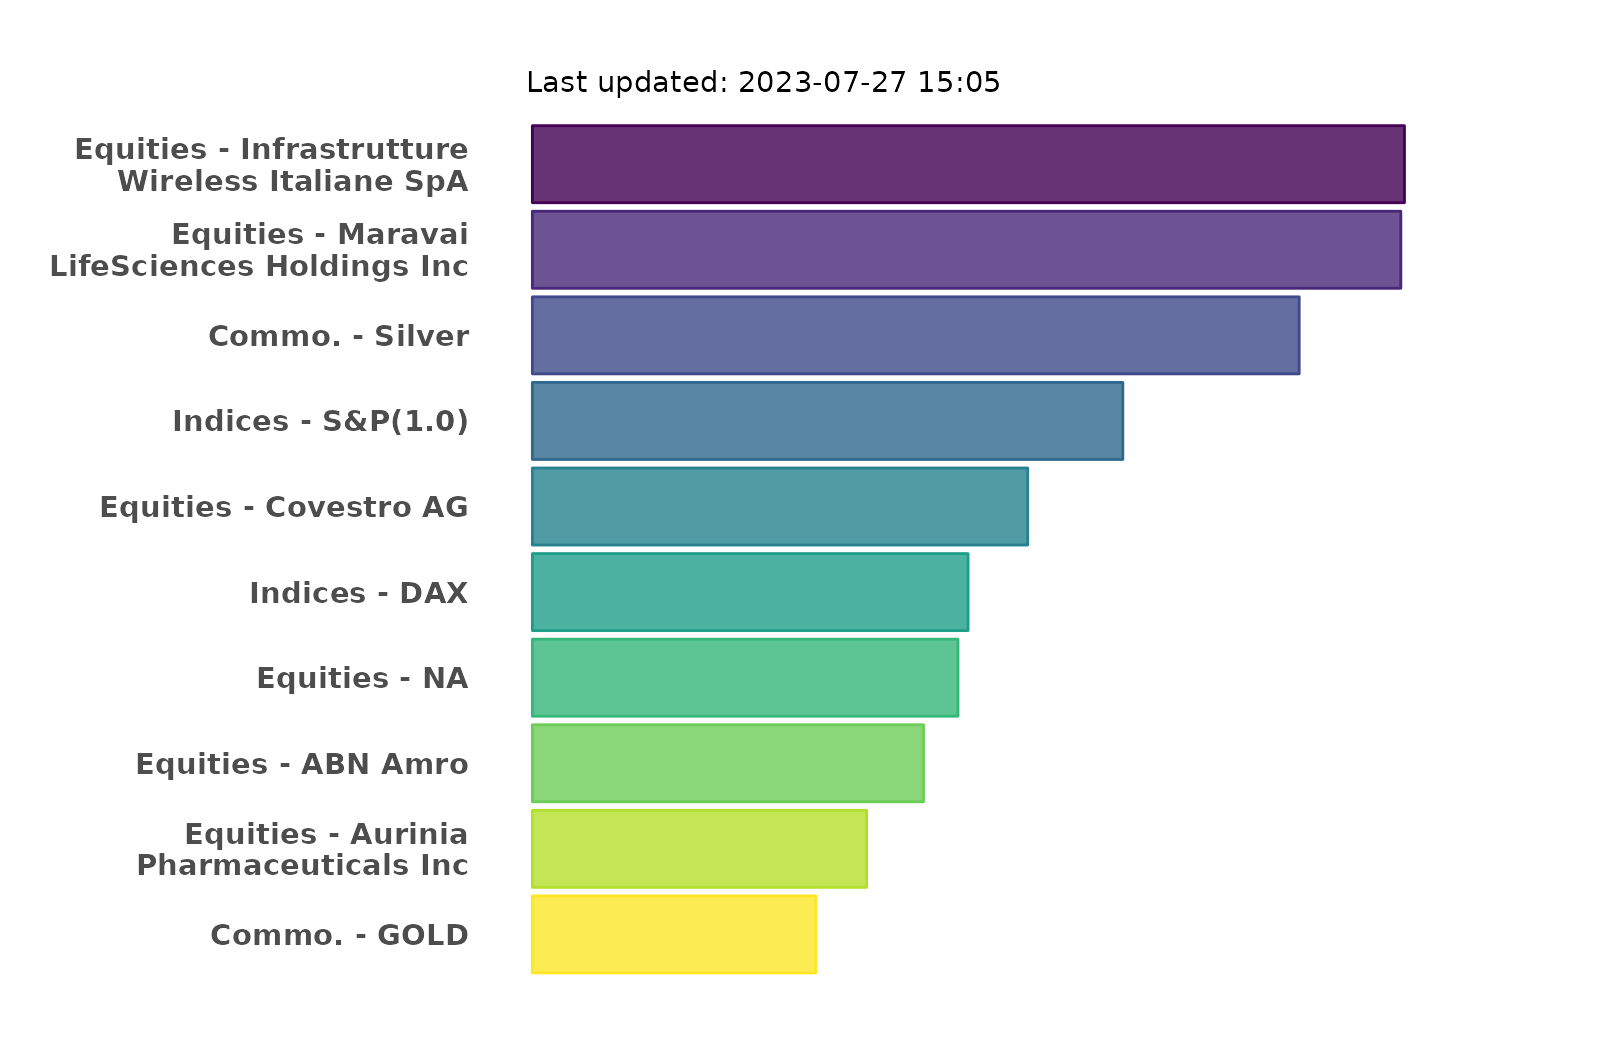 Last updated: 2023-07-27 15:05
Equities - Infrastrutture
Wireless Italiane SpA
Equities - Maravai
LifeSciences Holdings Inc
Commo. - Silver
Indices - S&P(1.0)
Equities - Covestro AG
Indices - DAX
Equities - NA
Equities - ABN Amro
Equities - Aurinia
Pharmaceuticals Inc
Commo. - GOLD